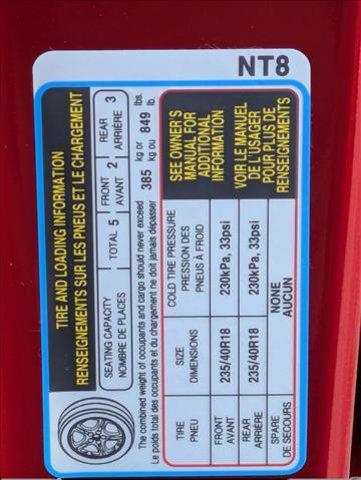 NT8
TIRE AND LOADING INFORMATION
RENSEIGNEMENTS SUR LES PNEUS ET LE CHARGEMENT
SEATING CAPACITY TOTAL 5 FRONT 2 REAR 3
NOMBRE DE PLACES AVANT ARRIÈRE
The combined weight of occupants and cargo should never exceed 385 kg or 849 lbs.
Le poids total des occupants et du chargement ne doit jamais dépasser kg ou lb.
TIRE SIZE COLD TIRE PRESSURE
PNEU DIMENSIONS PRESSION DES
PNEUS À FROID
FRONT 235/40R18 230kPa, 33psi
AVANT
REAR 235/40R18 230kPa, 33psi
ARRIÈRE
SPARE NONE
DE SECOURS AUCUN
SEE OWNER'S
MANUAL FOR
ADDITIONAL
INFORMATION
VOIR LE MANUEL
DE L'USAGER
POUR PLUS DE
RENSEIGNEMENTS